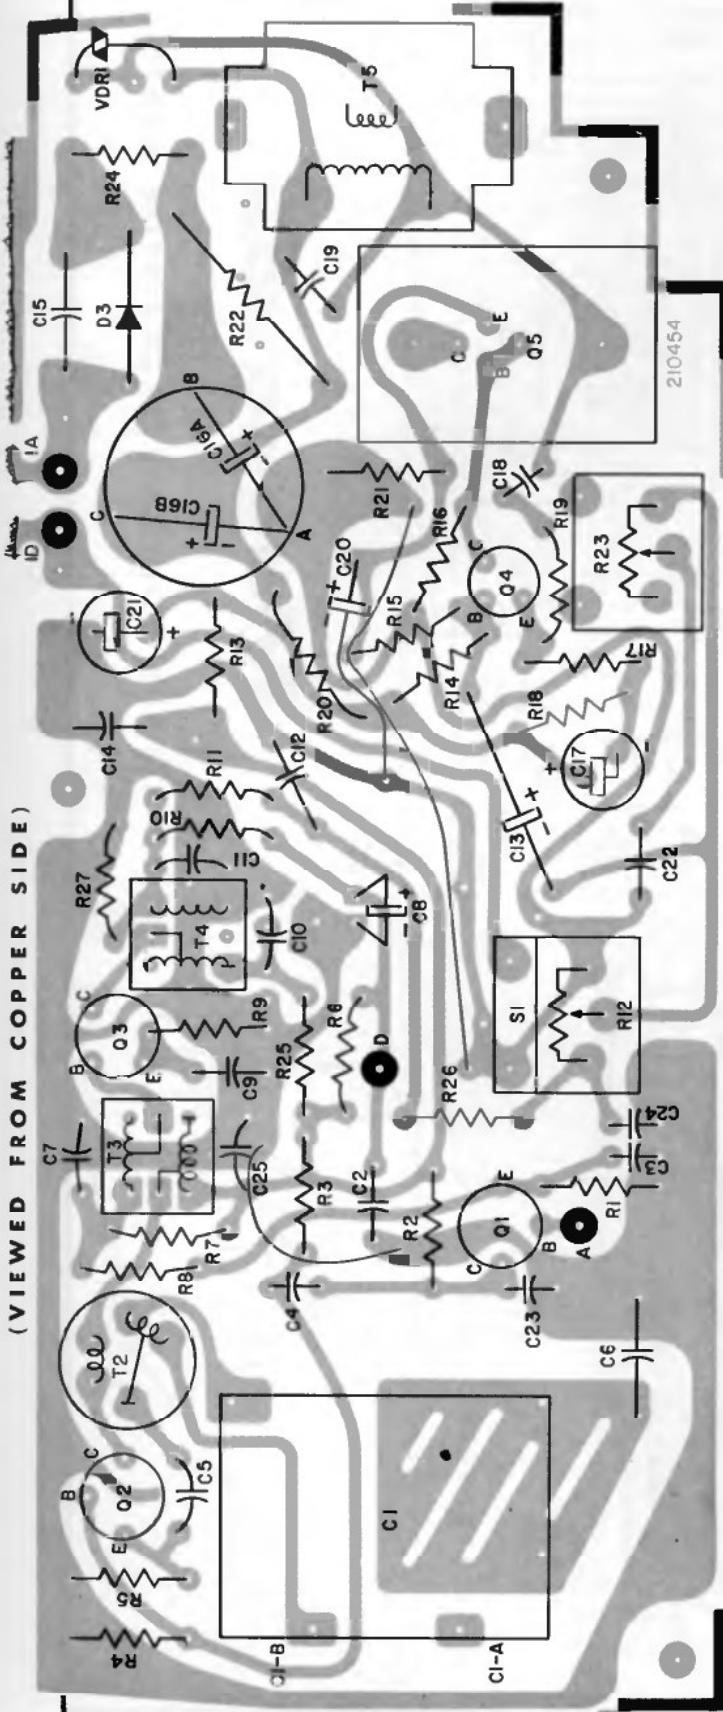 (VIEWED FROM COPPER SIDE)
VDR1
T5
R24
C15
D3
R22
C19
E
C
B
Q5
210454
B
C16A
+
-
C
C16B
+
-
A
1A
1D
R21
C18
R16
C
Q4
B
E
R19
R23
C20
+
-
R15
R14
C21
-
+
R13
R20
R17
R18
C17
+
-
C14
R11
C12
R10
C11
R27
T4
C10
C8
+
-
C13
+
-
C22
C
Q3
B
E
R9
C9
R25
R6
D
S1
R12
R26
C7
T3
C25
R3
C2
R2
C24
C3
R1
E
Q1
B
C
A
R7
R8
C4
C23
C6
T2
C
Q2
B
E
C5
R5
R4
C1
C1-B
C1-A